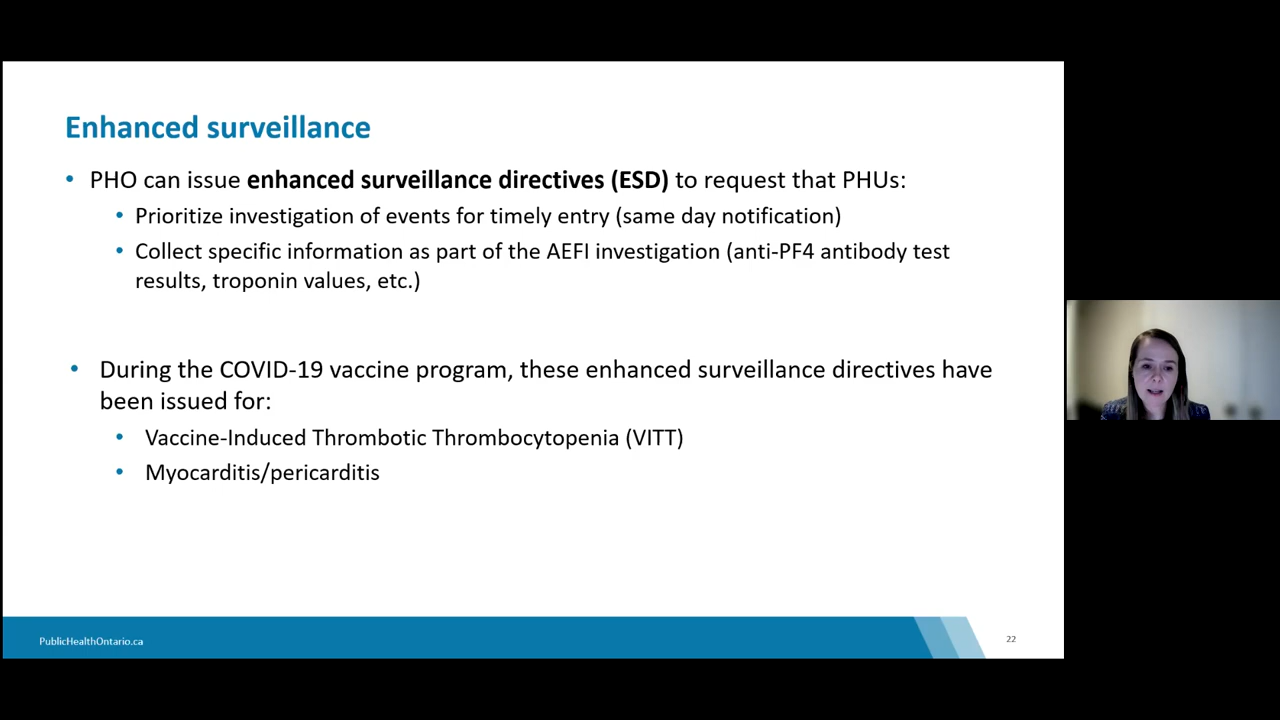 Enhanced surveillance
• PHO can issue enhanced surveillance directives (ESD) to request that PHUs:
• Prioritize investigation of events for timely entry (same day notification)
• Collect specific information as part of the AEFI investigation (anti-PF4 antibody test
results, troponin values, etc.)
• During the COVID-19 vaccine program, these enhanced surveillance directives have
been issued for:
• Vaccine-Induced Thrombotic Thrombocytopenia (VITT)
• Myocarditis/pericarditis
PublicHealthOntario.ca
22